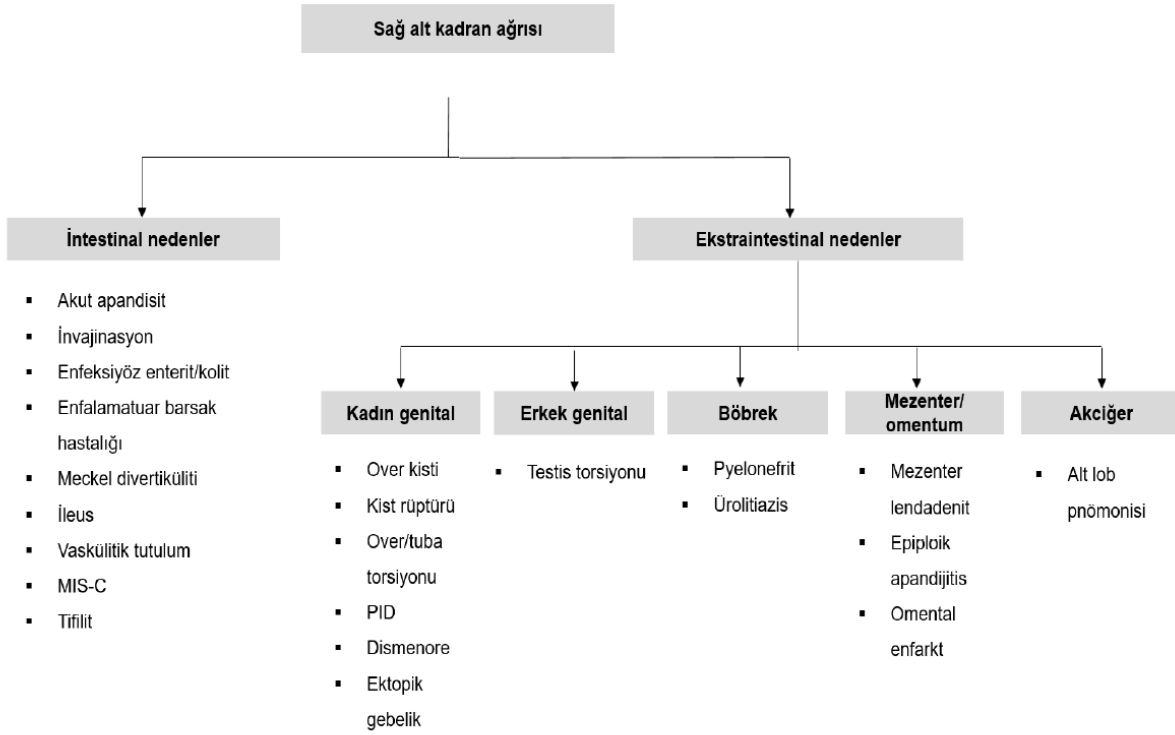 Sağ alt kadran ağrısı
İntestinal nedenler
▪ Akut apandisit
▪ İnvajinasyon
▪ Enfeksiyöz enterit/kolit
▪ Enfalamatuar barsak
hastalığı
▪ Meckel divertiküliti
▪ İleus
▪ Vaskülitik tutulum
▪ MIS-C
▪ Tifilit
Ekstraintestinal nedenler
Kadın genital
▪ Over kisti
▪ Kist rüptürü
▪ Over/tuba
torsiyonu
▪ PID
▪ Dismenore
▪ Ektopik
gebelik
Erkek genital
▪ Testis torsiyonu
Böbrek
▪ Pyelonefrit
▪ Ürolitiazis
Mezenter/
omentum
▪ Mezenter
lendadenit
▪ Epiploik
apandijitis
▪ Omental
enfarkt
Akciğer
▪ Alt lob
pnömonisi